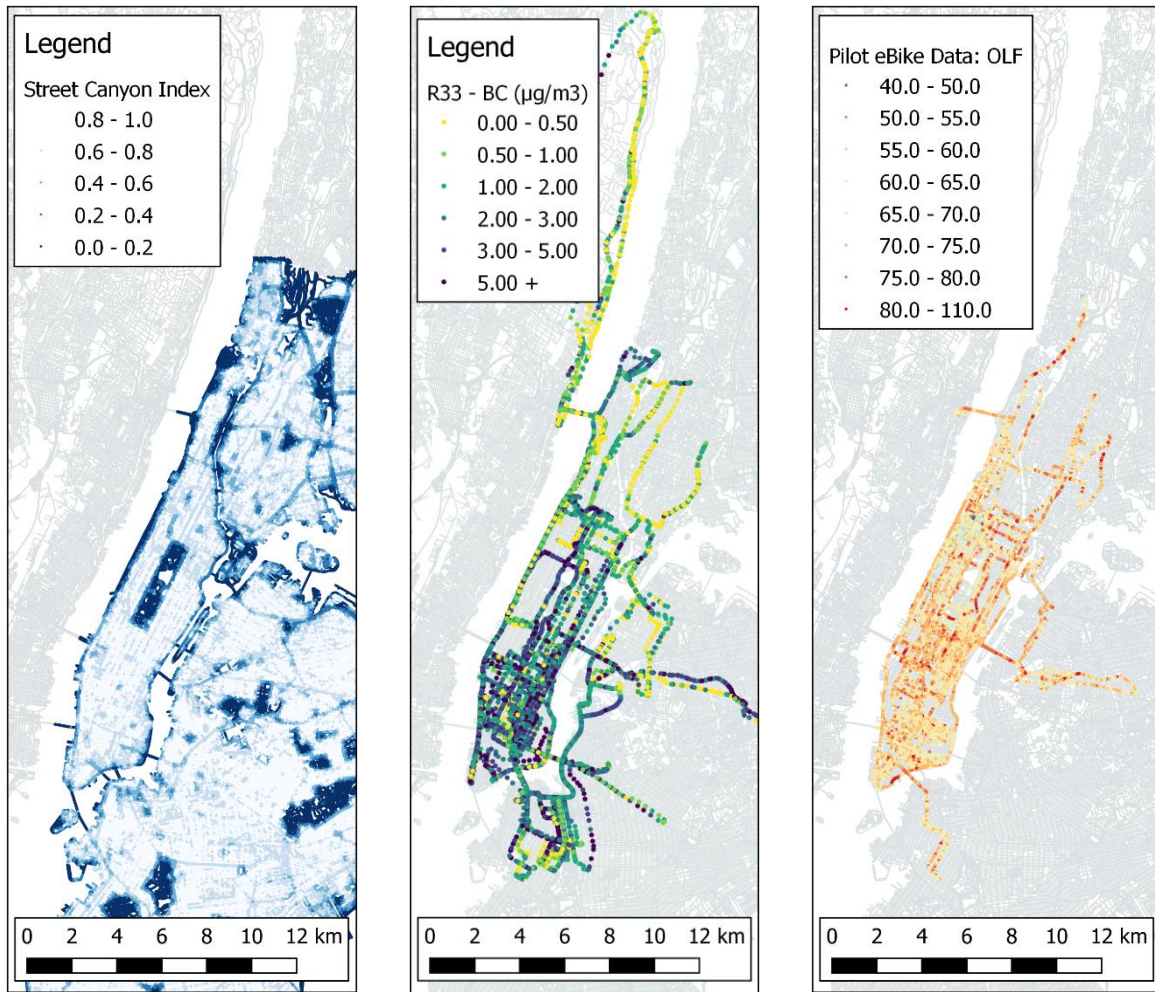 Legend
Street Canyon Index
0.8 - 1.0
0.6 - 0.8
0.4 - 0.6
0.2 - 0.4
0.0 - 0.2
0 2 4 6 8 10 12 km
Legend
R33 - BC (µg/m3)
0.00 - 0.50
0.50 - 1.00
1.00 - 2.00
2.00 - 3.00
3.00 - 5.00
5.00 +
0 2 4 6 8 10 12 km
Pilot eBike Data: OLF
40.0 - 50.0
50.0 - 55.0
55.0 - 60.0
60.0 - 65.0
65.0 - 70.0
70.0 - 75.0
75.0 - 80.0
80.0 - 110.0
0 2 4 6 8 10 12 km